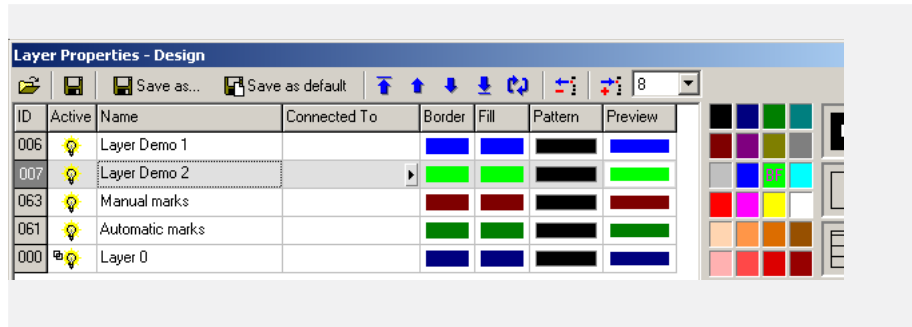 Layer Properties - Design
Save as... Save as default 8
ID Active Name Connected To Border Fill Pattern Preview
006 Layer Demo 1
007 Layer Demo 2
063 Manual marks
061 Automatic marks
000 Layer 0
BF